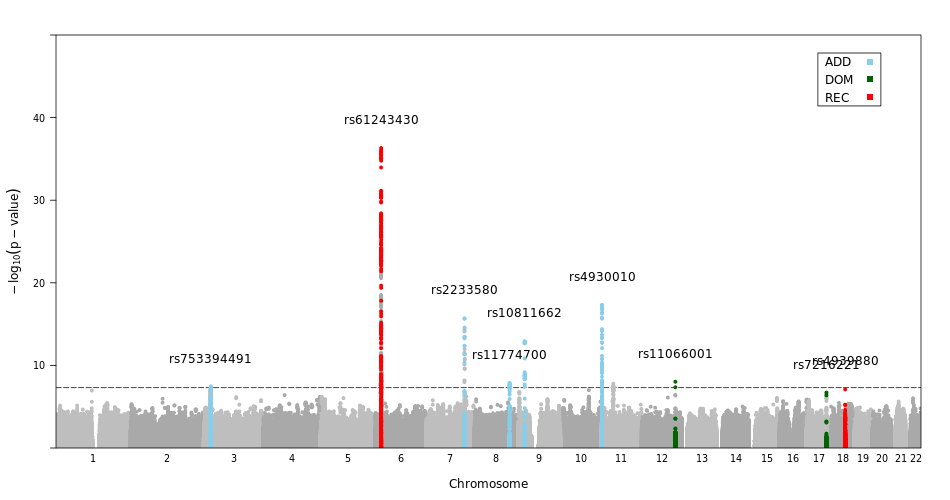 ADD
DOM
REC
40
30
20
10
−log10(p−value)
rs61243430
rs4930010
rs2233580
rs10811662
rs11774700
rs753394491
rs11066001
rs7216221
rs4939880
1 2 3 4 5 6 7 8 9 10 11 12 13 14 15 16 17 18 19 20 21 22
Chromosome